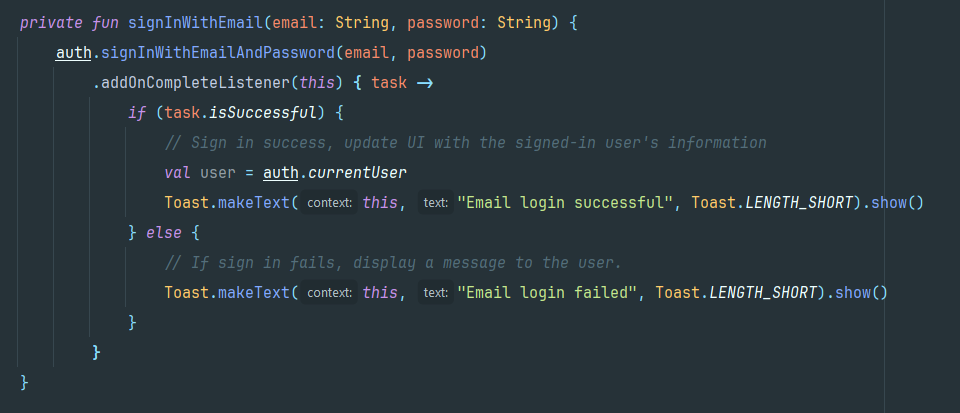 private fun signInWithEmail(email: String, password: String) {
auth.signInWithEmailAndPassword(email, password)
.addOnCompleteListener(this) { task →
if (task.isSuccessful) {
// Sign in success, update UI with the signed-in user's information
val user = auth.currentUser
Toast.makeText( context: this, text: "Email login successful", Toast.LENGTH_SHORT).show()
} else {
// If sign in fails, display a message to the user.
Toast.makeText( context: this, text: "Email login failed", Toast.LENGTH_SHORT).show()
}
}
}